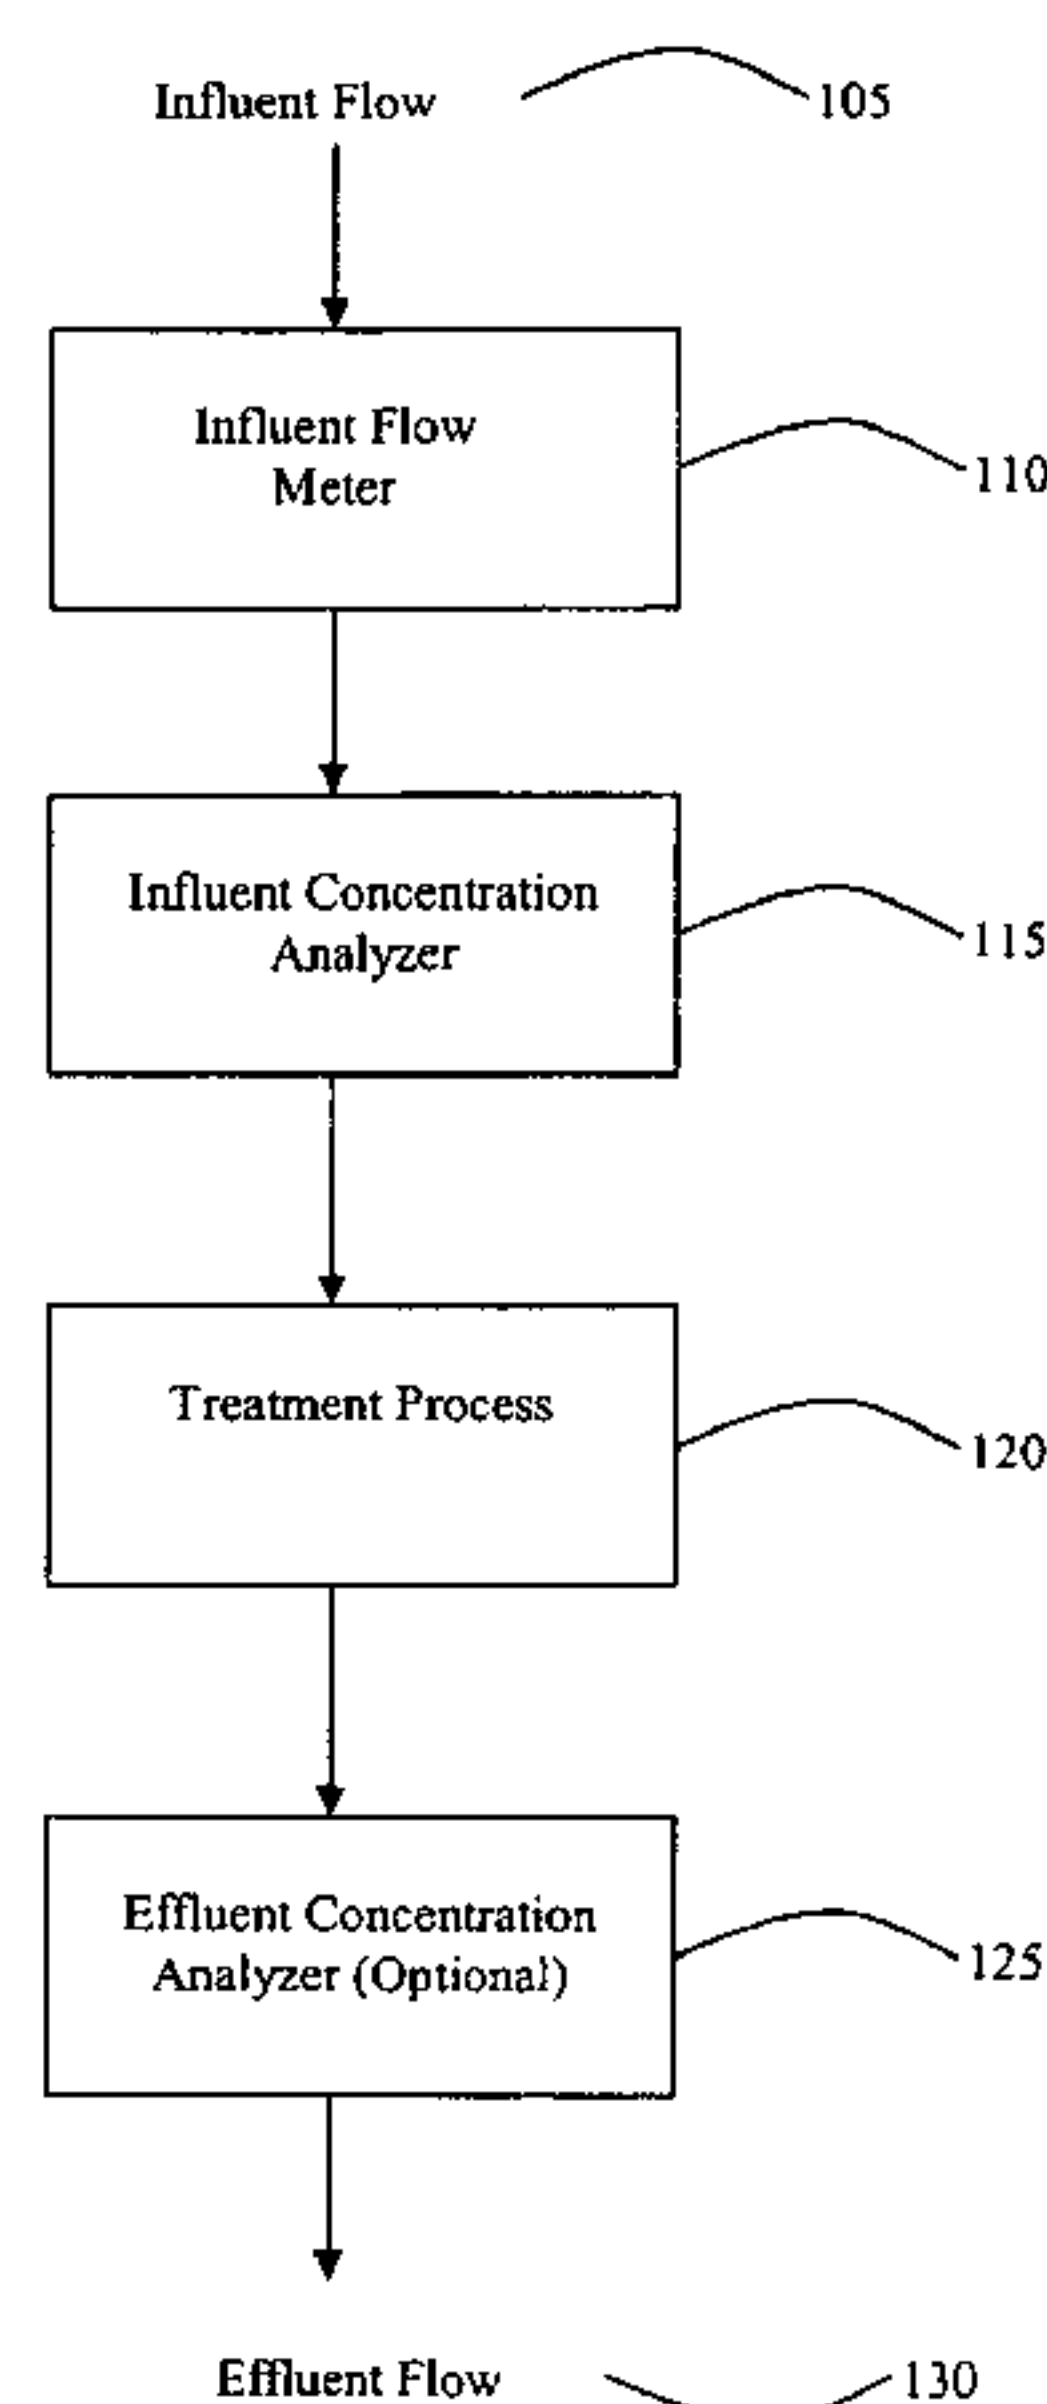 Influent Flow 105
Influent Flow
Meter
110
Influent Concentration
Analyzer
115
Treatment Process
120
Effluent Concentration
Analyzer (Optional)
125
Effluent Flow 130